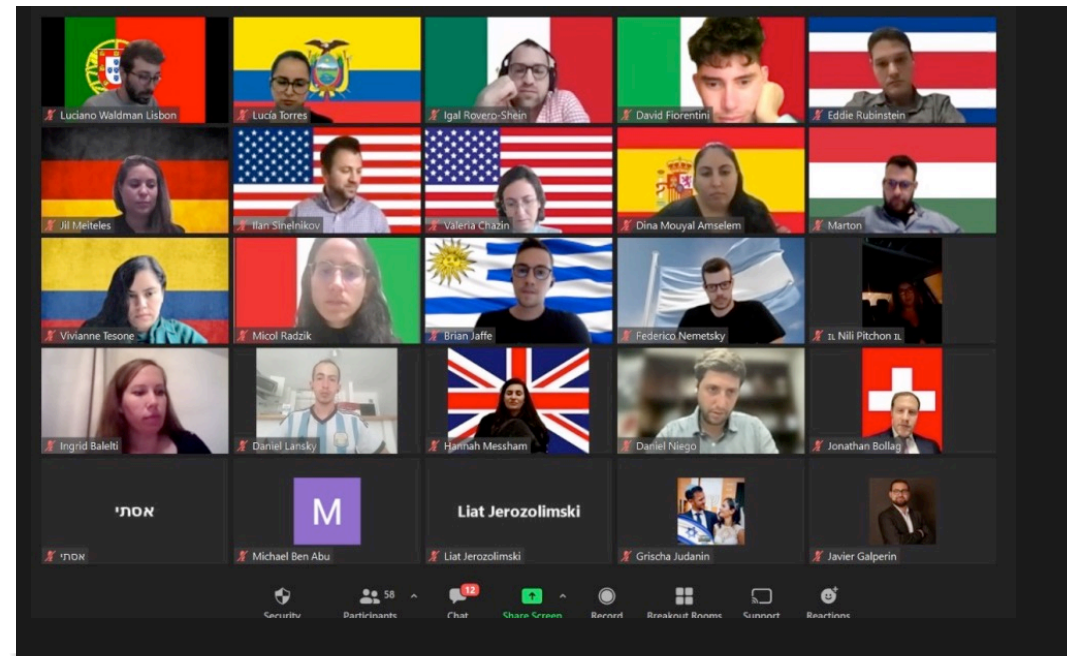 Luciano Waldman Lisbon
Lucía Torres
Igal Rovero-Shein
David Fiorentini
Eddie Rubinstein
Jil Meiteles
Ilan Sinelnikov
Valeria Chazin
Dina Mouyal Amselem
Marton
Vivianne Tesone
Micol Radzik
Brian Jaffe
Federico Nemetsky
IL Nili Pitchon IL
Ingrid Balelti
Daniel Lansky
Hannah Messham
Daniel Niego
Jonathan Bollag
אסתי
M
Liat Jerozolimski
אסתי
Michael Ben Abu
Liat Jerozolimski
Grischa Judanin
Javier Galperin
58
12
Security
Participants
Chat
Share Screen
Record
Breakout Rooms
Support
Reactions